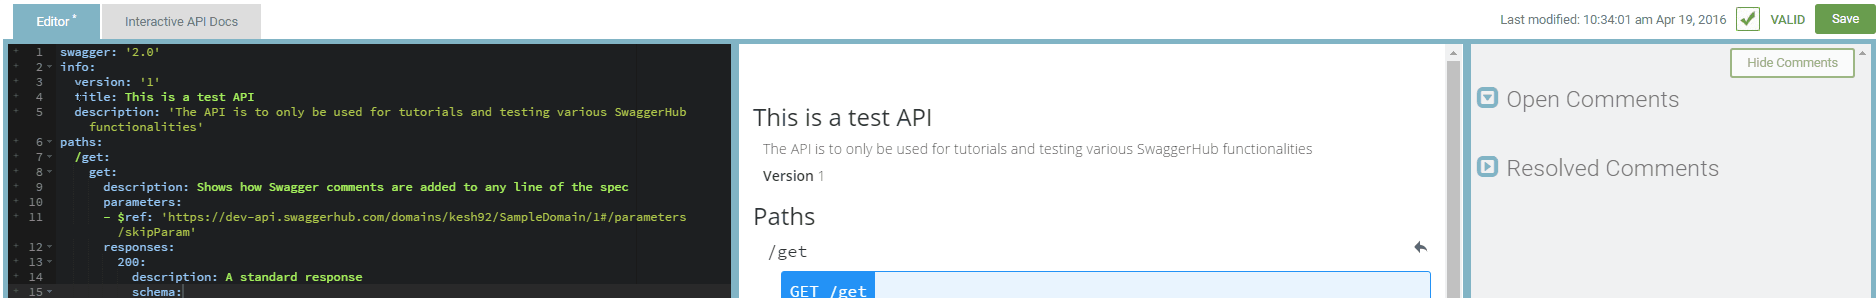 Editor *
Interactive API Docs
Last modified: 10:34:01 am Apr 19, 2016
VALID
Save
1 swagger: '2.0'
2 info:
3 version: '1'
4 title: This is a test API
5 description: 'The API is to only be used for tutorials and testing various SwaggerHub
functionalities'
6 paths:
7 /get:
8 get:
9 description: Shows how Swagger comments are added to any line of the spec
10 parameters:
11 - $ref: 'https://dev-api.swaggerhub.com/domains/kesh92/SampleDomain/1#/parameters
/skipParam'
12 responses:
13 200:
14 description: A standard response
15 schema:
This is a test API
The API is to only be used for tutorials and testing various SwaggerHub functionalities
Version 1
Paths
/get
GET /get
Hide Comments
Open Comments
Resolved Comments